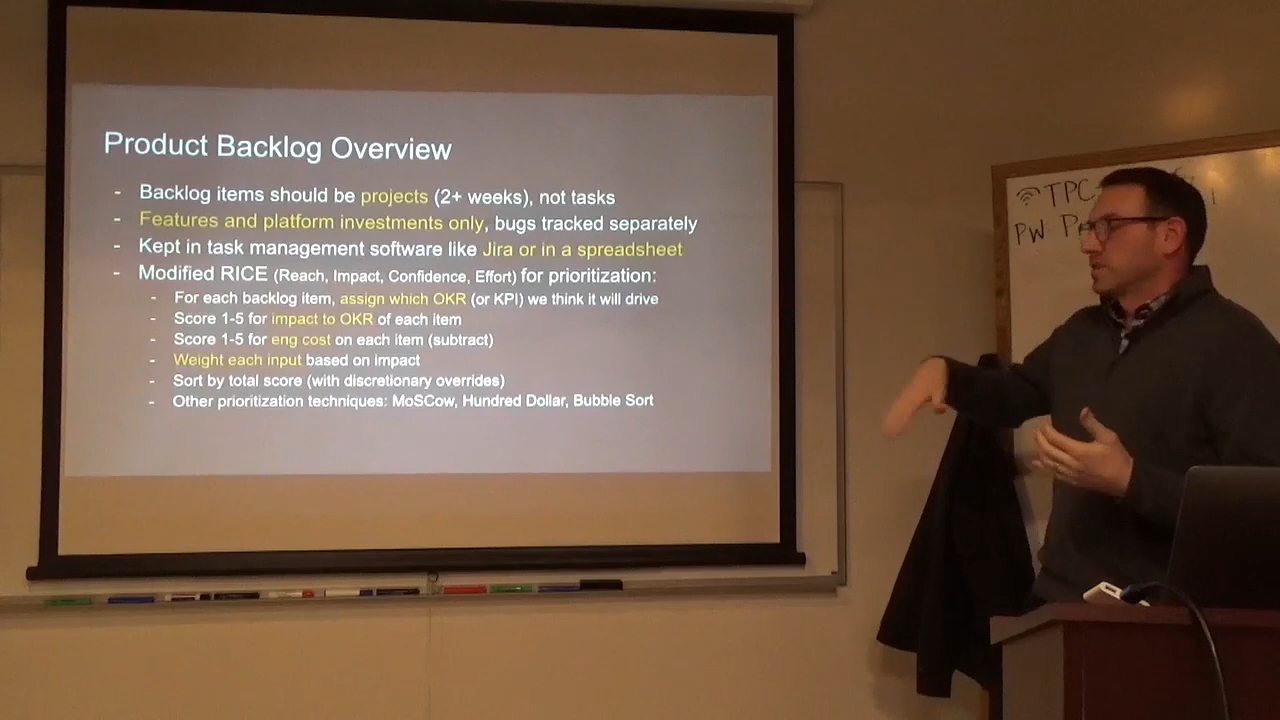 Product Backlog Overview
- Backlog items should be projects (2+ weeks), not tasks
- Features and platform investments only, bugs tracked separately
- Kept in task management software like Jira or in a spreadsheet
- Modified RICE (Reach, Impact, Confidence, Effort) for prioritization:
- For each backlog item, assign which OKR (or KPI) we think it will drive
- Score 1-5 for impact to OKR of each item
- Score 1-5 for eng cost on each item (subtract)
- Weight each input based on impact
- Sort by total score (with discretionary overrides)
- Other prioritization techniques: MoSCow, Hundred Dollar, Bubble Sort
TPC
PW